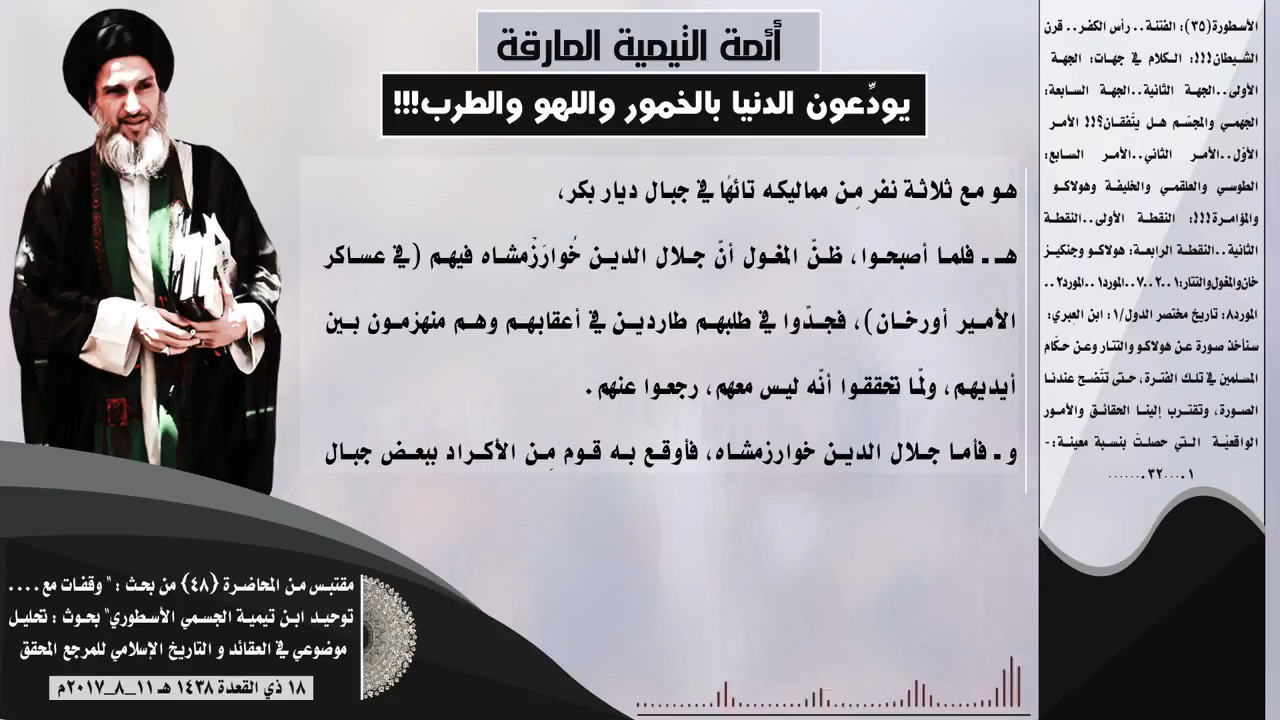 أئمة التيمية المارقة
يودِّعون الدنيا بالخمور واللهو والطرب!!!
هو مع ثلاثة نفر مِن مماليكه تائهًا في جبال ديار بكر،
هـ ـ فلما أصبحوا، ظنّ المغول أنّ جلال الدين خُوارَزْمشاه فيهم (في عساكر
الأمير أورخان)، فجدّوا في طلبهم طاردين في أعقابهم وهم منهزمون بين
أيديهم، ولمّا تحققوا أنّه ليس معهم، رجعوا عنهم.
و ـ فأما جلال الدين خوارزمشاه، فأوقع به قوم مِن الأكراد ببعض جبال
الأسطورة(٣٥): الفتنة.. رأس الكفر.. قرن
الشيطان!!!: الكلام في جهات: الجهة
الأولى..الجهة الثانية..الجهة السابعة:
الجهمي والمجسّم هل يتّفقان؟!! الأمر
الأوّل..الأمر الثاني..الأمر السابع:
الطوسي والعلقمي والخليفة وهولاكو
والمؤامرة!!!: النقطة الأولى..النقطة
الثانية..النقطة الرابعة: هولاكو وجنكيز
خان والمغول والتتار:١..٢..٧..المورد١..المورد٢..
المورد٨: تاريخ مختصر الدول/١: ابن العبري:
سنأخذ صورة عن هولاكو والتتار وعن حكّام
المسلمين في تلك الفترة، حتى تتّضح عندنا
الصورة، وتقترب إلينا الحقائق والأمور
الواقعيّة التي حصلتْ بنسبة معينة:-
١.....٣٢.......
مقتبس من المحاضرة (٤٨) من بحث : " وقفات مع ....
توحيد ابن تيمية الجسمي الأسطوري" بحوث : تحليل
موضوعي في العقائد و التاريخ الإسلامي للمرجع المحقق
١٨ ذي القعدة ١٤٣٨ هـ ١١_٨_٢٠١٧م